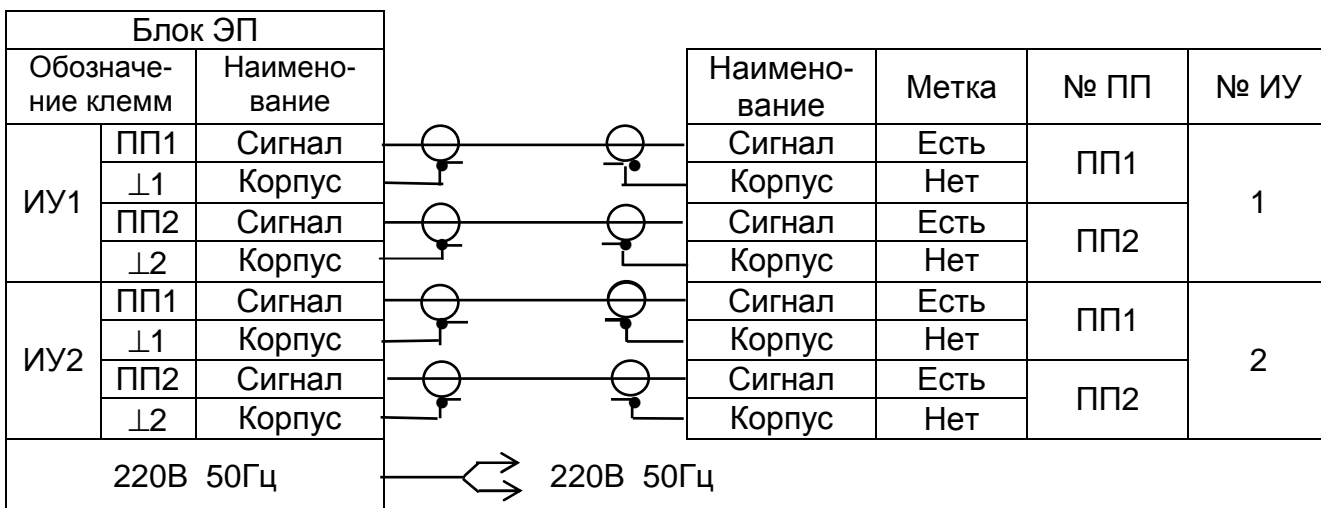 Блок ЭП
Обозначе-
ние клемм
Наимено-
вание
Наимено-
вание
Метка
№ ПП
№ ИУ
ИУ1
ПП1 Сигнал
Сигнал Есть
ПП1
1
⊥1 Корпус
Корпус Нет
ПП2 Сигнал
Сигнал Есть
ПП2
⊥2 Корпус
Корпус Нет
ИУ2
ПП1 Сигнал
Сигнал Есть
ПП1
2
⊥1 Корпус
Корпус Нет
ПП2 Сигнал
Сигнал Есть
ПП2
⊥2 Корпус
Корпус Нет
220В 50Гц
220В 50Гц